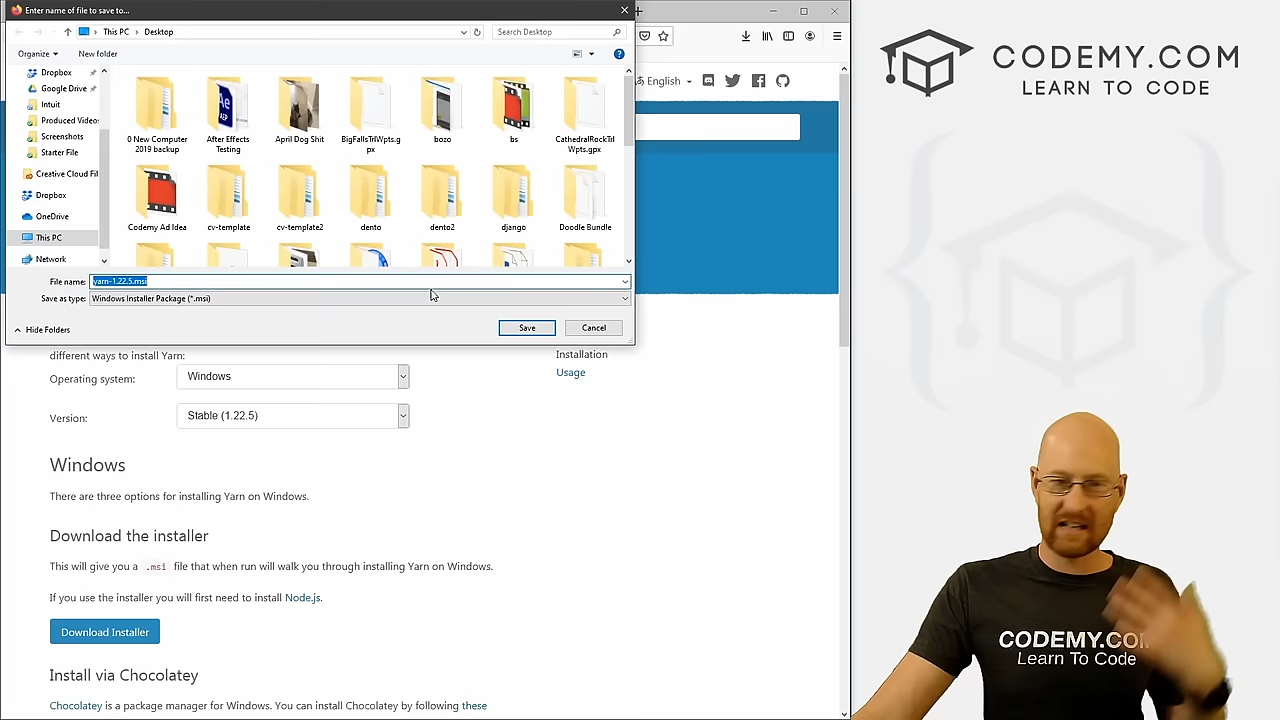 Enter name of file to save to...
This PC > Desktop
Search Desktop
Organize
New folder
Dropbox
Google Drive
Intuit
Produced Videos
Screenshots
Starter File
Creative Cloud Fil
Dropbox
OneDrive
This PC
Network
0 New Computer
2019 backup
After Effects
Testing
April Dog Shit
BigFallsTrlWpts.g
px
bozo
bs
CathedralRockTrl
Wpts.gpx
Codemy Ad Idea
cv-template
cv-template2
dento
dento2
django
Doodle Bundle
File name: yarn-1.22.5.msi
Save as type: Windows Installer Package (*.msi)
Hide Folders
Save
Cancel
English
different ways to install Yarn:
Operating system: Windows
Version: Stable (1.22.5)
Installation
Usage
Windows
There are three options for installing Yarn on Windows.
Download the installer
This will give you a .msi file that when run will walk you through installing Yarn on Windows.
If you use the installer you will first need to install Node.js.
Download Installer
Install via Chocolatey
Chocolatey is a package manager for Windows. You can install Chocolatey by following these
CODEMY.COM
LEARN TO CODE
CODEMY.CO
Learn To Code